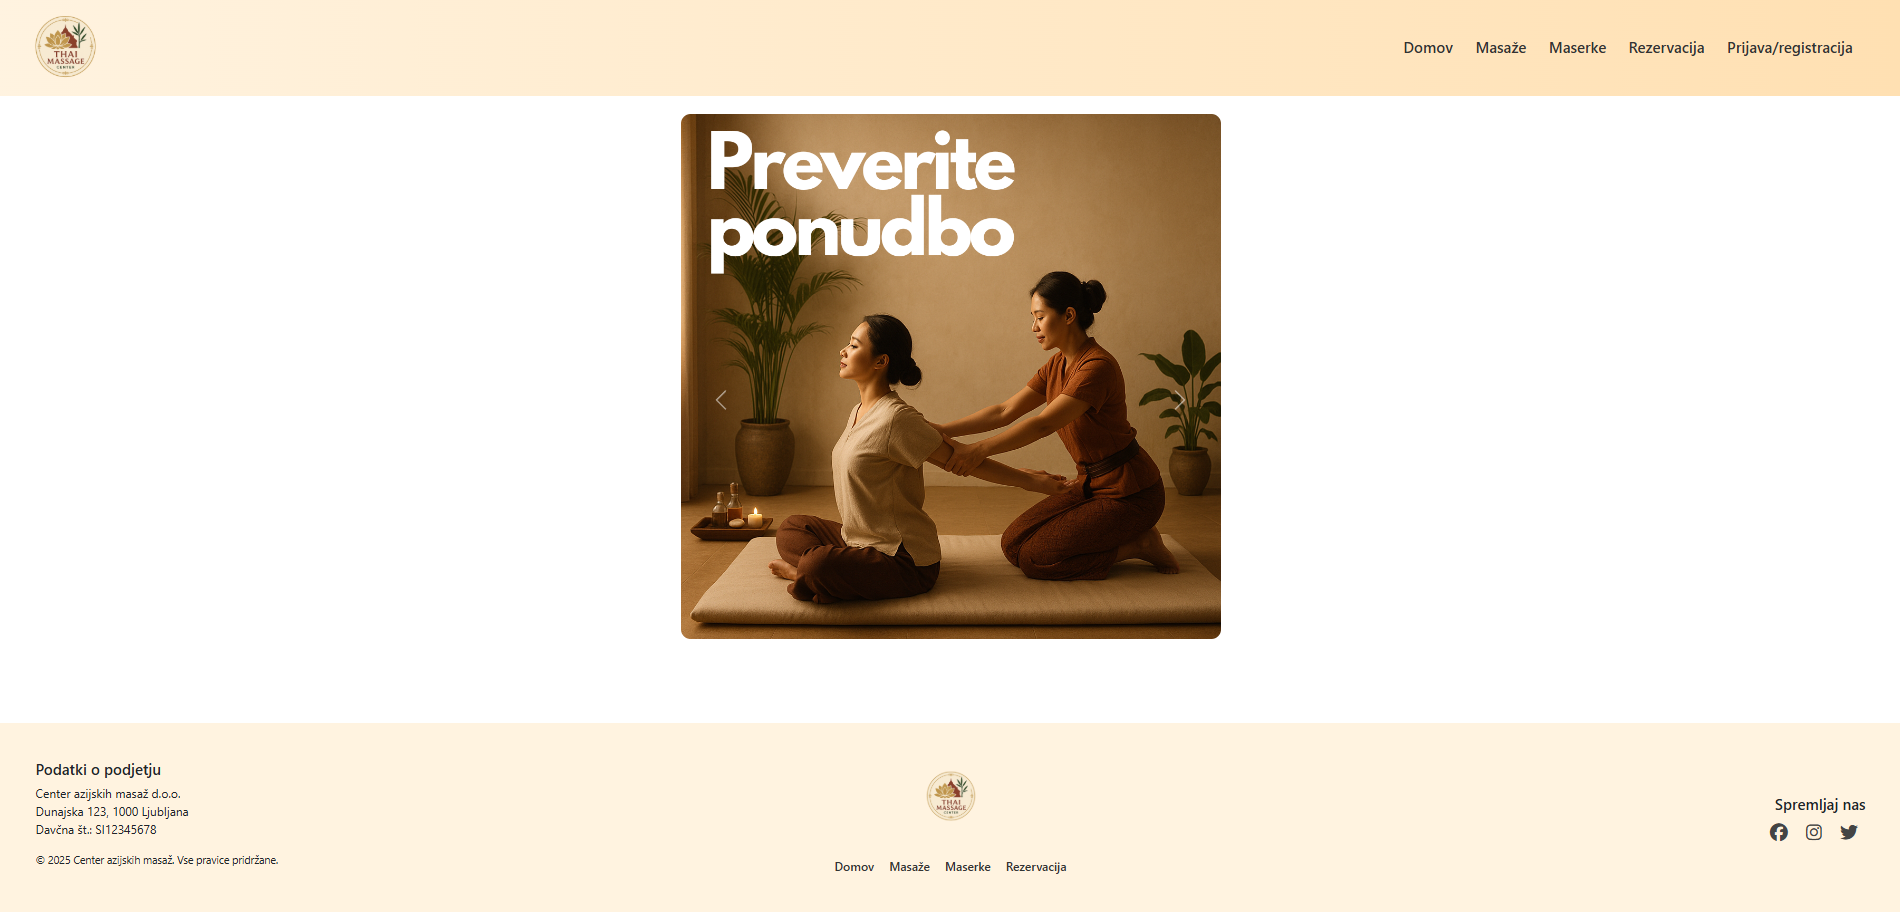 THAI
MASSAGE
CENTER
Domov Masaže Maserke Rezervacija Prijava/registracija
Preverite
ponudbo
Podatki o podjetju
Center azijskih masaž d.o.o.
Dunajska 123, 1000 Ljubljana
Davčna št.: SI12345678
© 2025 Center azijskih masaž. Vse pravice pridržane.
THAI
MASSAGE
CENTER
Domov Masaže Maserke Rezervacija
Spremljaj nas